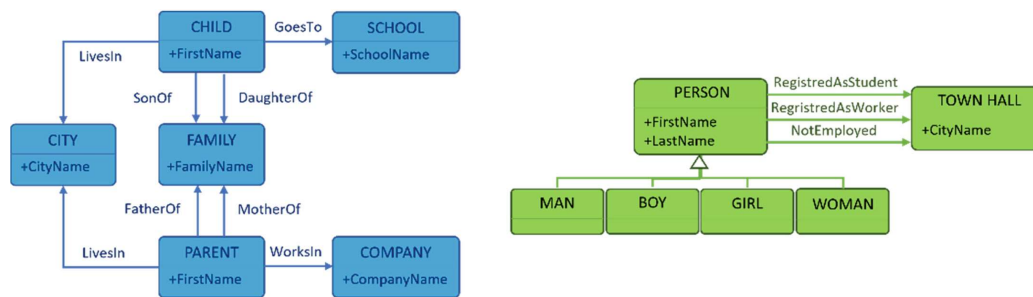 CHILD
+FirstName
GoesTo
SCHOOL
+SchoolName
LivesIn
SonOf
DaughterOf
CITY
+CityName
FAMILY
+FamilyName
FatherOf
MotherOf
LivesIn
PARENT
+FirstName
WorksIn
COMPANY
+CompanyName
PERSON
+FirstName
+LastName
RegistredAsStudent
RegristredAsWorker
NotEmployed
TOWN HALL
+CityName
MAN
BOY
GIRL
WOMAN